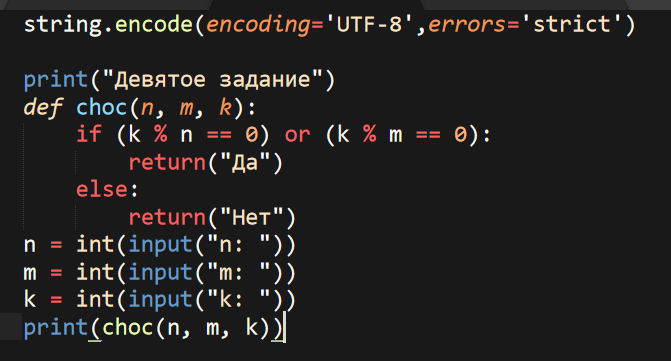 string.encode(encoding='UTF-8',errors='strict')
print("Девятое задание")
def choc(n, m, k):
    if (k % n == 0) or (k % m == 0):
        return("Да")
    else:
        return("Нет")
n = int(input("n: "))
m = int(input("m: "))
k = int(input("k: "))
print(choc(n, m, k))